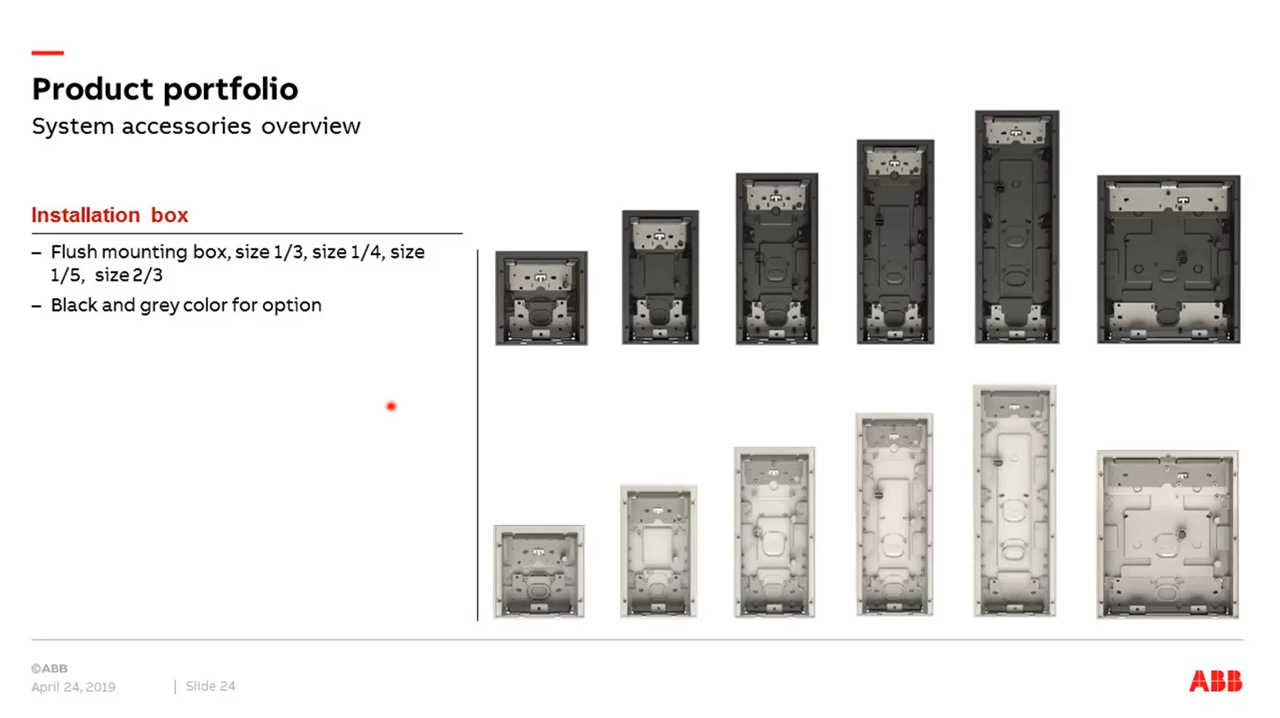 Product portfolio
System accessories overview
Installation box
– Flush mounting box, size 1/3, size 1/4, size
1/5, size 2/3
– Black and grey color for option
©ABB
April 24, 2019 | Slide 24
ABB